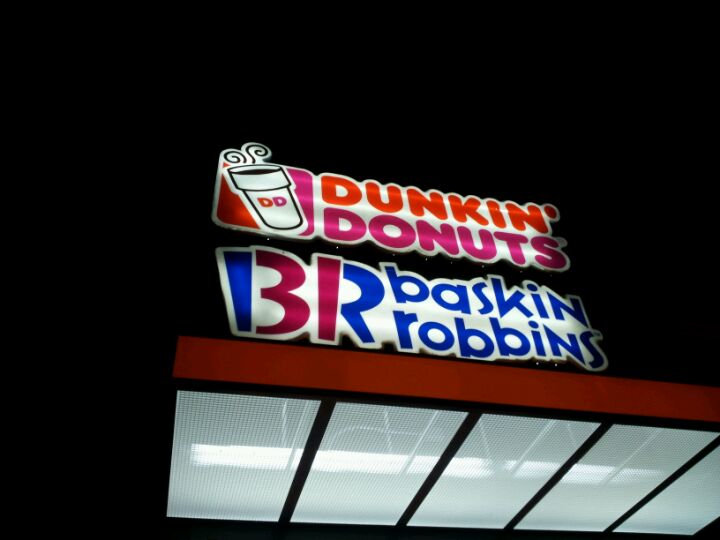 DD
DUNKiN'
DONUTS
BR
baskiN
robbiNs